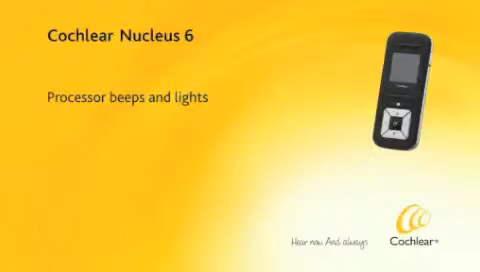 Cochlear Nucleus 6
Processor beeps and lights
Hear now. And always
Cochlear®